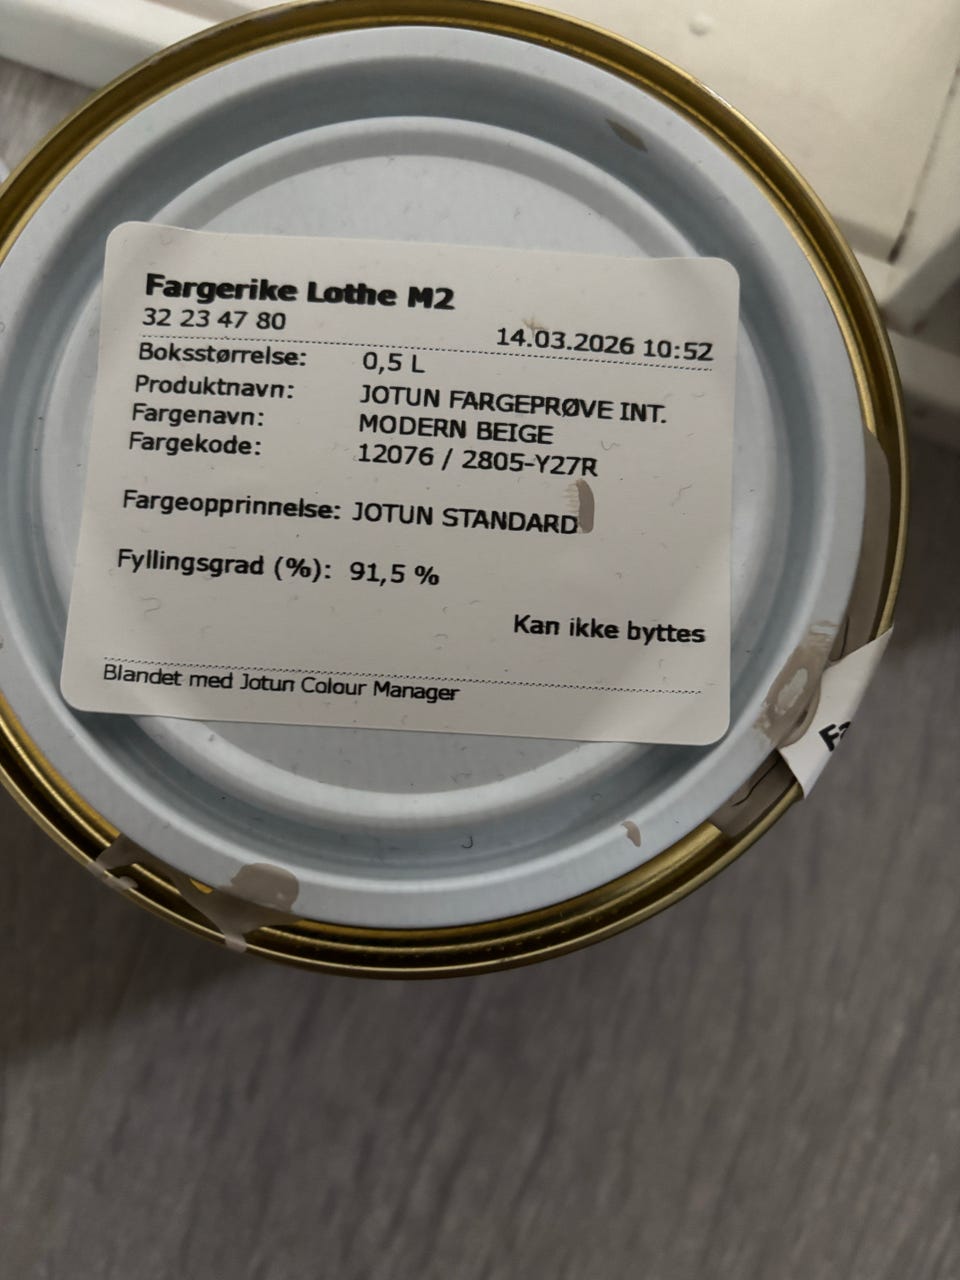 Fargerike Lothe M2
32 23 47 80
14.03.2026 10:52
Boksstørrelse: 0,5 L
Produktnavn: JOTUN FARGEPRØVE INT.
Fargenavn: MODERN BEIGE
Fargekode: 12076 / 2805-Y27R
Fargeopprinnelse: JOTUN STANDARD
Fyllingsgrad (%): 91,5 %
Kan ikke byttes
Blandet med Jotun Colour Manager